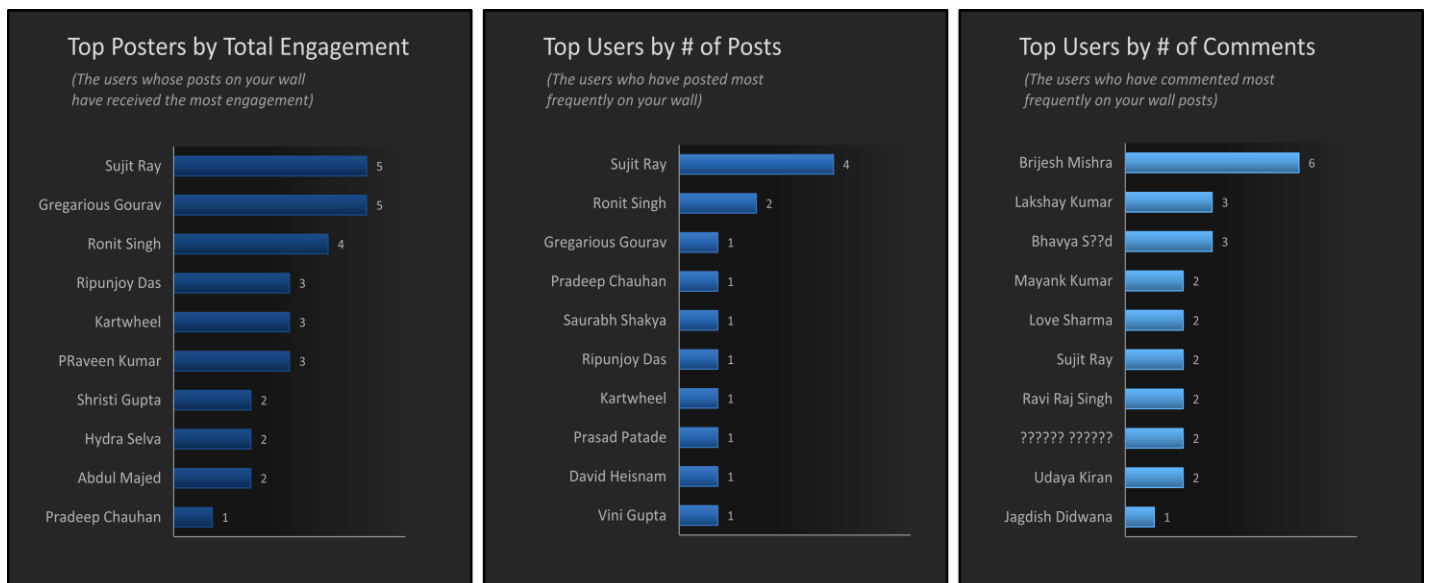 Top Posters by Total Engagement
(The users whose posts on your wall
have received the most engagement)
Sujit Ray 5
Gregarious Gourav 5
Ronit Singh 4
Ripunjoy Das 3
Kartwheel 3
PRaveen Kumar 3
Shristi Gupta 2
Hydra Selva 2
Abdul Majed 2
Pradeep Chauhan 1
Top Users by # of Posts
(The users who have posted most
frequently on your wall)
Sujit Ray 4
Ronit Singh 2
Gregarious Gourav 1
Pradeep Chauhan 1
Saurabh Shakya 1
Ripunjoy Das 1
Kartwheel 1
Prasad Patade 1
David Heisnam 1
Vini Gupta 1
Top Users by # of Comments
(The users who have commented most
frequently on your wall posts)
Brijesh Mishra 6
Lakshay Kumar 3
Bhavya S??d 3
Mayank Kumar 2
Love Sharma 2
Sujit Ray 2
Ravi Raj Singh 2
?????? ?????? 2
Udaya Kiran 2
Jagdish Didwana 1